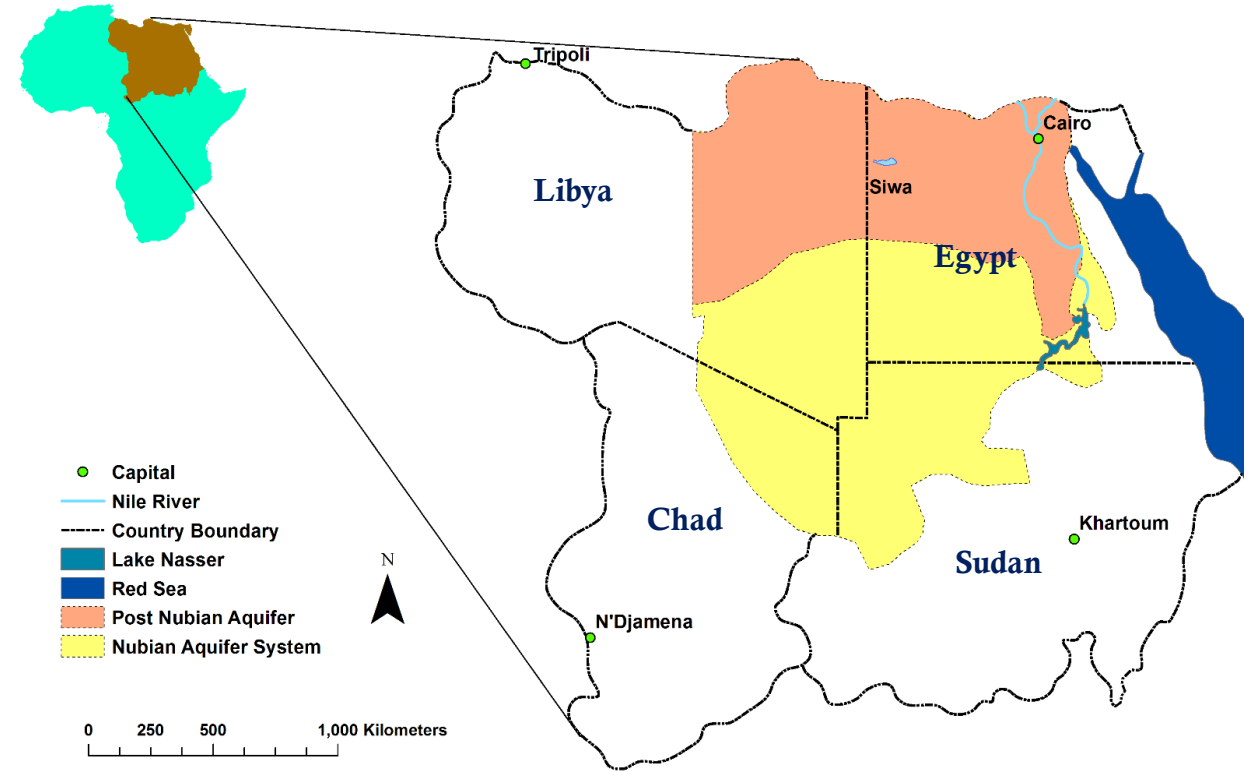 Tripoli
Cairo
Libya
Siwa
Egypt
Capital
Nile River
Country Boundary
Lake Nasser
Red Sea
Post Nubian Aquifer
Nubian Aquifer System
N
Chad
Khartoum
Sudan
N'Djamena
0 250 500 1,000 Kilometers